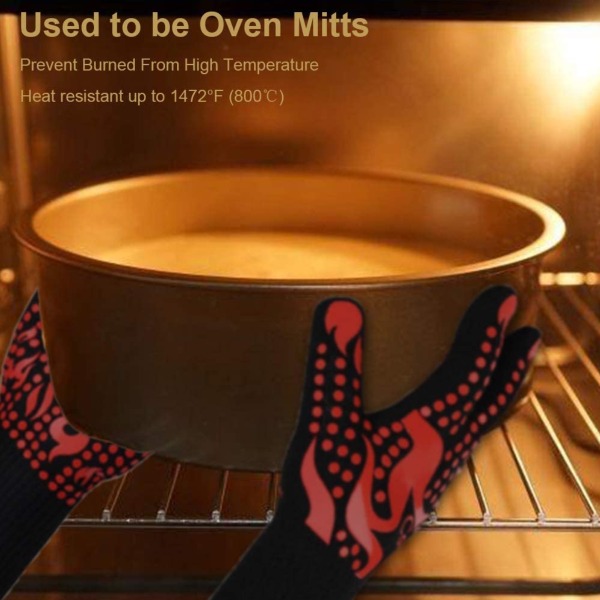 Used to be Oven Mitts
Prevent Burned From High Temperature
Heat resistant up to 1472°F (800℃)